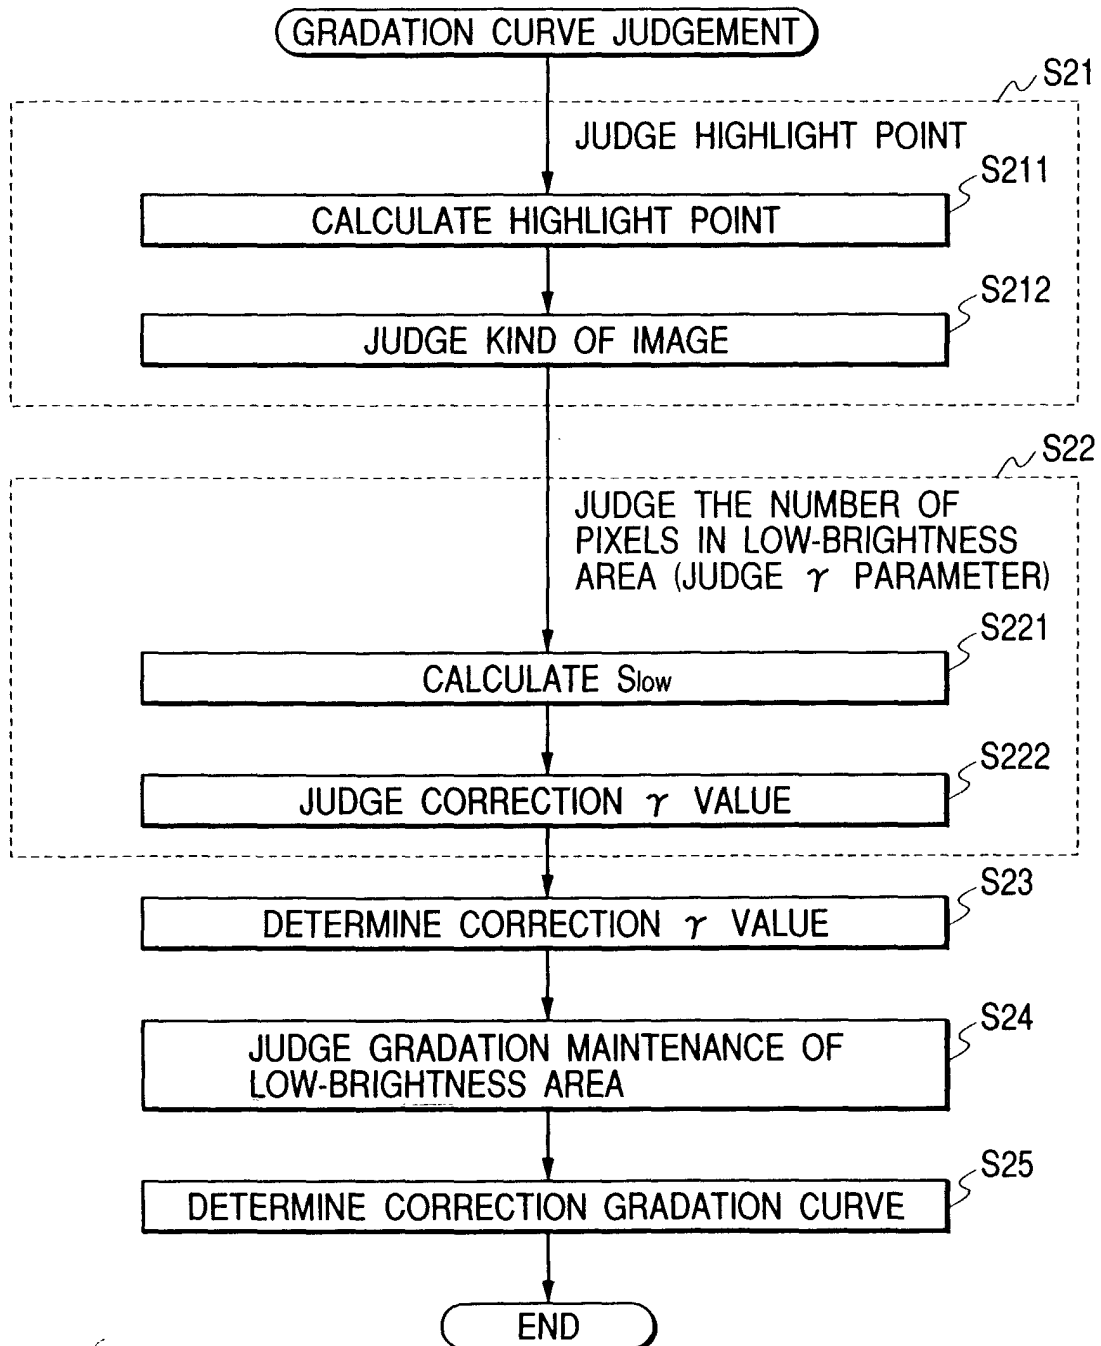 GRADATION CURVE JUDGEMENT
S21
JUDGE HIGHLIGHT POINT
S211
CALCULATE HIGHLIGHT POINT
S212
JUDGE KIND OF IMAGE
S22
JUDGE THE NUMBER OF
PIXELS IN LOW-BRIGHTNESS
AREA (JUDGE γ PARAMETER)
S221
CALCULATE Slow
S222
JUDGE CORRECTION γ VALUE
S23
DETERMINE CORRECTION γ VALUE
S24
JUDGE GRADATION MAINTENANCE OF
LOW-BRIGHTNESS AREA
S25
DETERMINE CORRECTION GRADATION CURVE
END